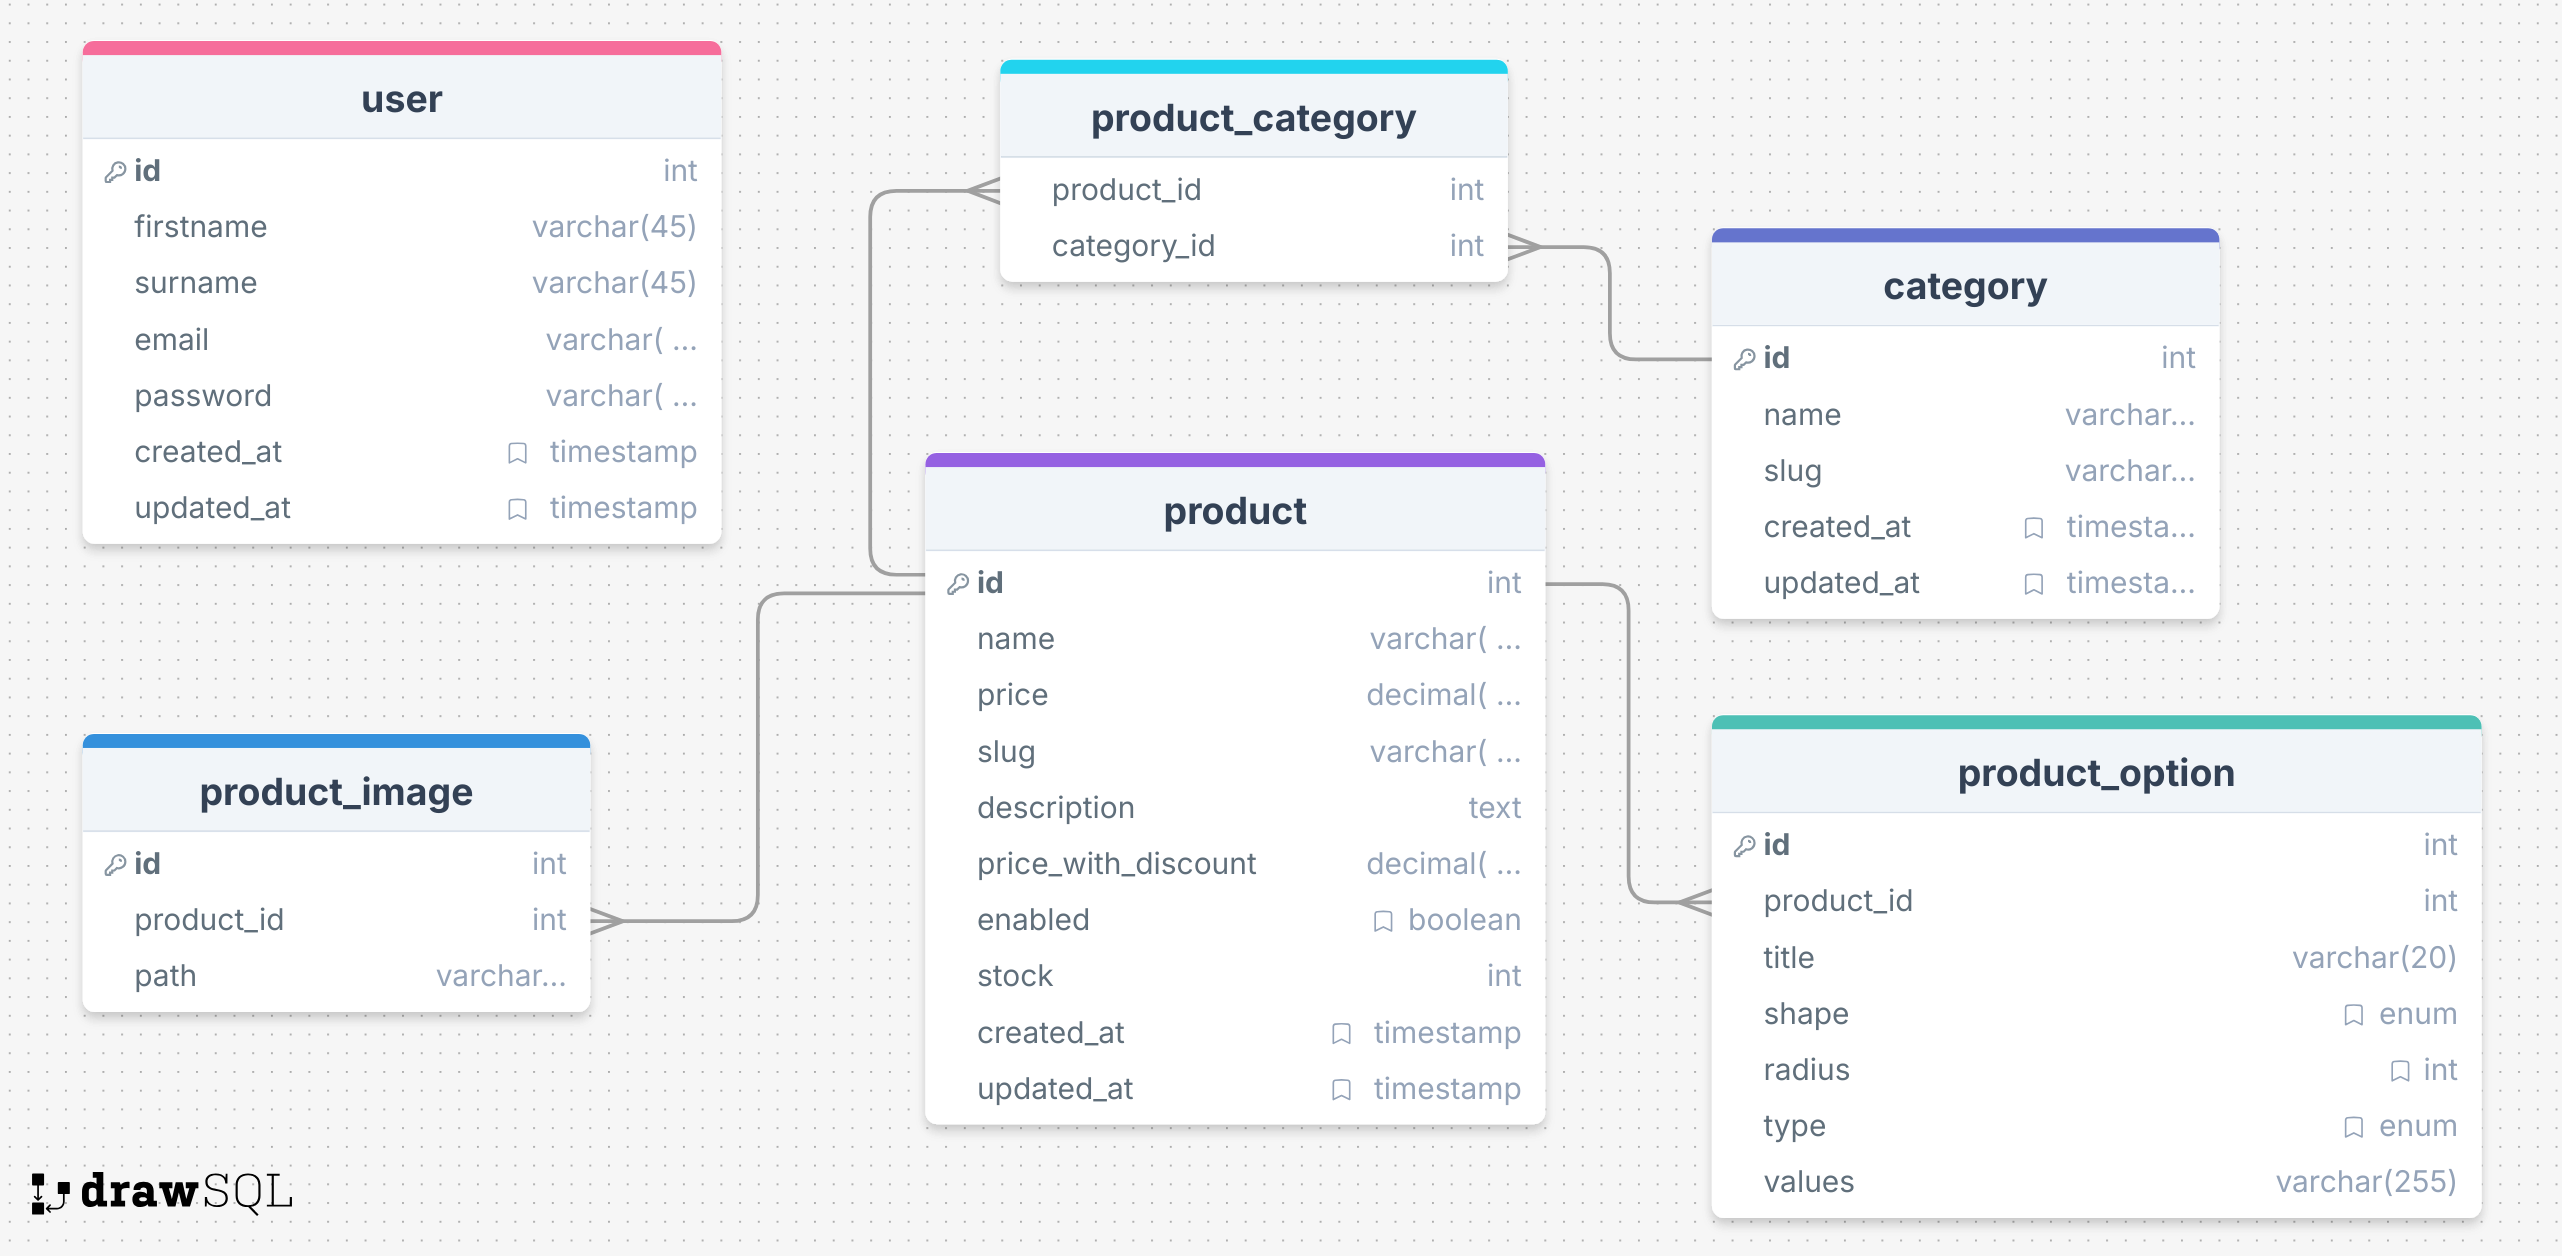 user
id int
firstname varchar(45)
surname varchar(45)
email varchar( ...
password varchar( ...
created_at timestamp
updated_at timestamp
product_category
product_id int
category_id int
category
id int
name varchar...
slug varchar...
created_at timesta...
updated_at timesta...
product
id int
name varchar( ...
price decimal( ...
slug varchar( ...
description text
price_with_discount decimal( ...
enabled boolean
stock int
created_at timestamp
updated_at timestamp
product_image
id int
product_id int
path varchar...
product_option
id int
product_id int
title varchar(20)
shape enum
radius int
type enum
values varchar(255)
drawSQL